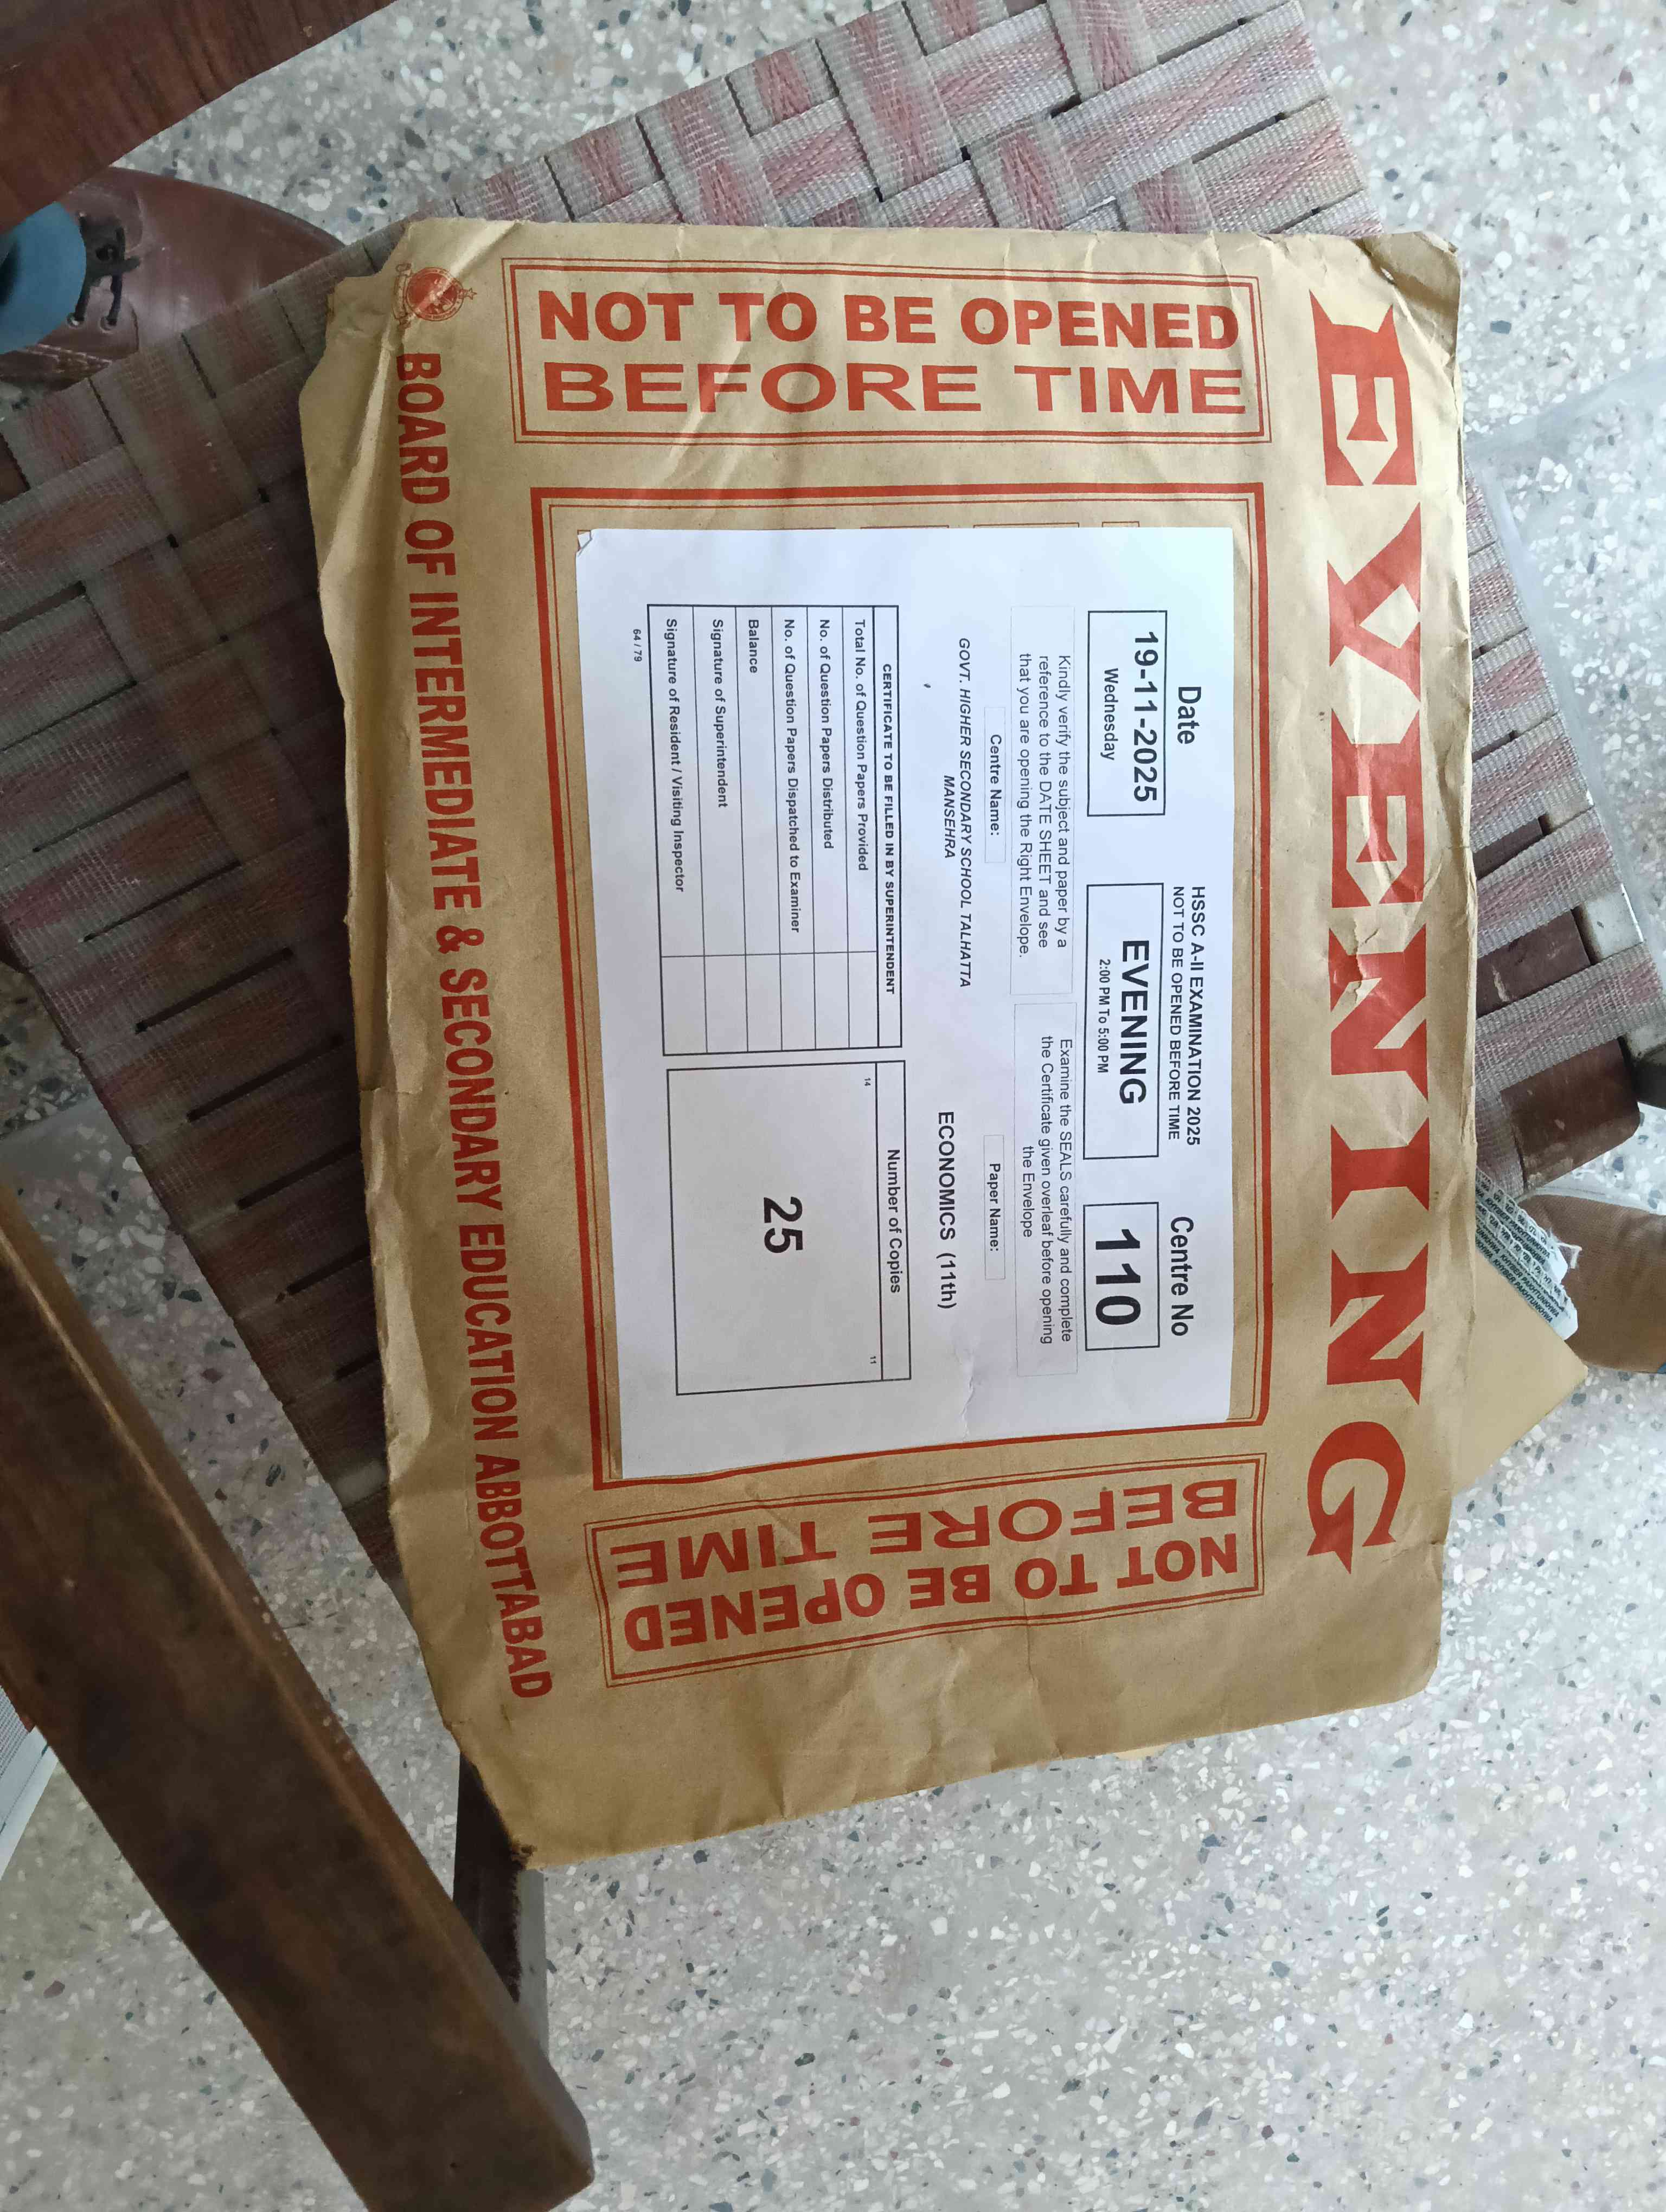 EVENING
NOT TO BE OPENED
BEFORE TIME
HSSC A-II EXAMINATION 2025
NOT TO BE OPENED BEFORE TIME
Date
19-11-2025
Wednesday
EVENING
2:00 PM To 5:00 PM
Centre No
110
Kindly verify the subject and paper by a
reference to the DATE SHEET and see
that you are opening the Right Envelope.
Examine the SEALS carefully and complete
the Certificate given overleaf before opening
the Envelope
Centre Name:
GOVT. HIGHER SECONDARY SCHOOL TALHATTA
MANSEHRA
Paper Name:
ECONOMICS (11th)
CERTIFICATE TO BE FILLED IN BY SUPERINTENDENT
Total No. of Question Papers Provided
No. of Question Papers Distributed
No. of Question Papers Dispatched to Examiner
Balance
Signature of Superintendent
Signature of Resident / Visiting Inspector
Number of Copies
14
11
25
64 / 79
NOT TO BE OPENED
BEFORE TIME
BOARD OF INTERMEDIATE & SECONDARY EDUCATION ABBOTTABAD